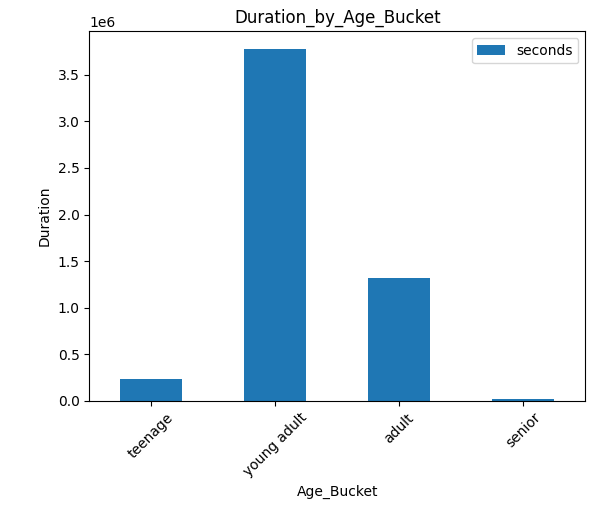 Duration_by_Age_Bucket
1e6
seconds
3.5
3.0
2.5
2.0
1.5
1.0
0.5
0.0
Duration
teenage
young adult
adult
senior
Age_Bucket